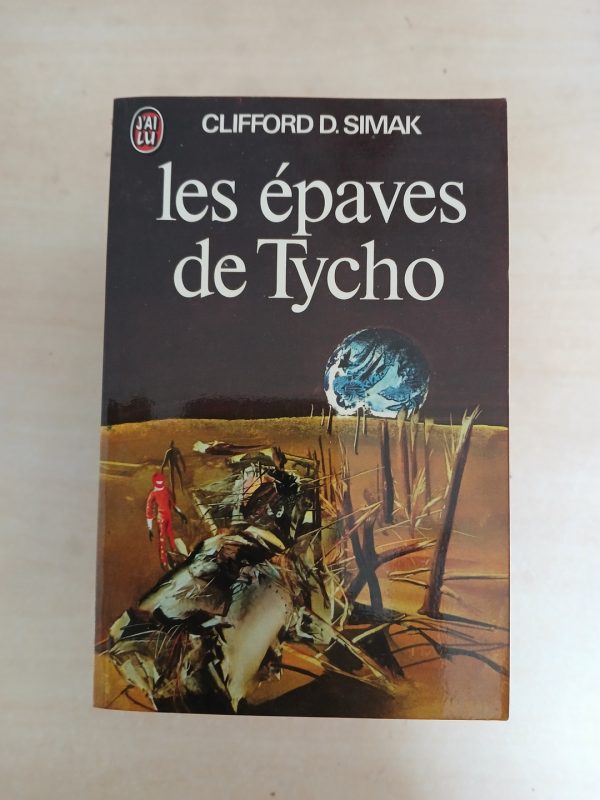 J'AI
LU
CLIFFORD D. SIMAK
les épaves
de Tycho